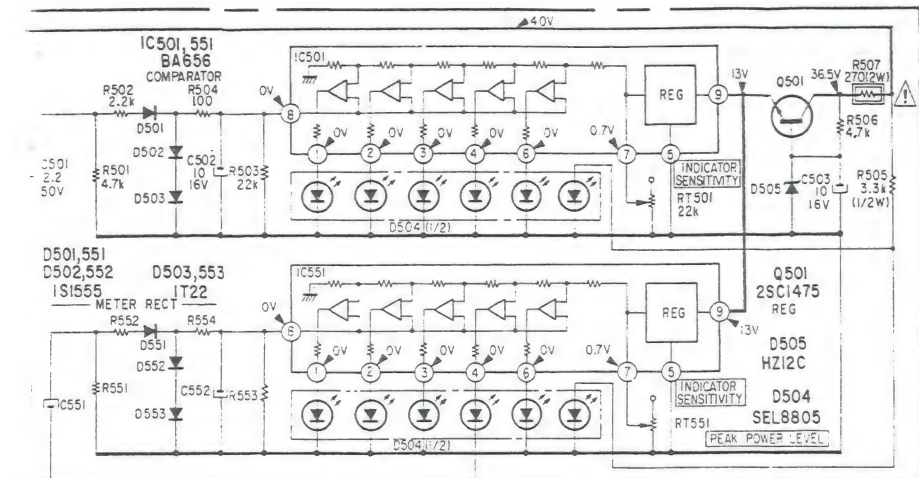 40V
IC501, 551
BA656
COMPARATOR
R502
2.2k
R504
100
D501
D502
D503
C501
2.2
50V
R501
4.7k
C502
10
16V
R503
22k
0V
8
IC501
0V
0V
0V
0V
0V
0.7V
1
2
3
4
6
7
5
REG
9
13V
Q501
36.5V
R507
270(2W)
R506
4.7k
INDICATOR
SENSITIVITY
RT501
22k
D505
C503
10
16V
R505
3.3k
(1/2W)
D504(1/2)
D501,551
D502,552
1S1555
D503,553
1T22
METER RECT
R552
R554
D551
D552
D553
C551
R551
C552
R553
0V
8
IC551
0V
0V
0V
0V
0V
0.7V
1
2
3
4
6
7
5
REG
9
13V
INDICATOR
SENSITIVITY
RT551
D504(1/2)
Q501
2SC1475
REG
D505
HZ12C
D504
SEL8805
PEAK POWER LEVEL